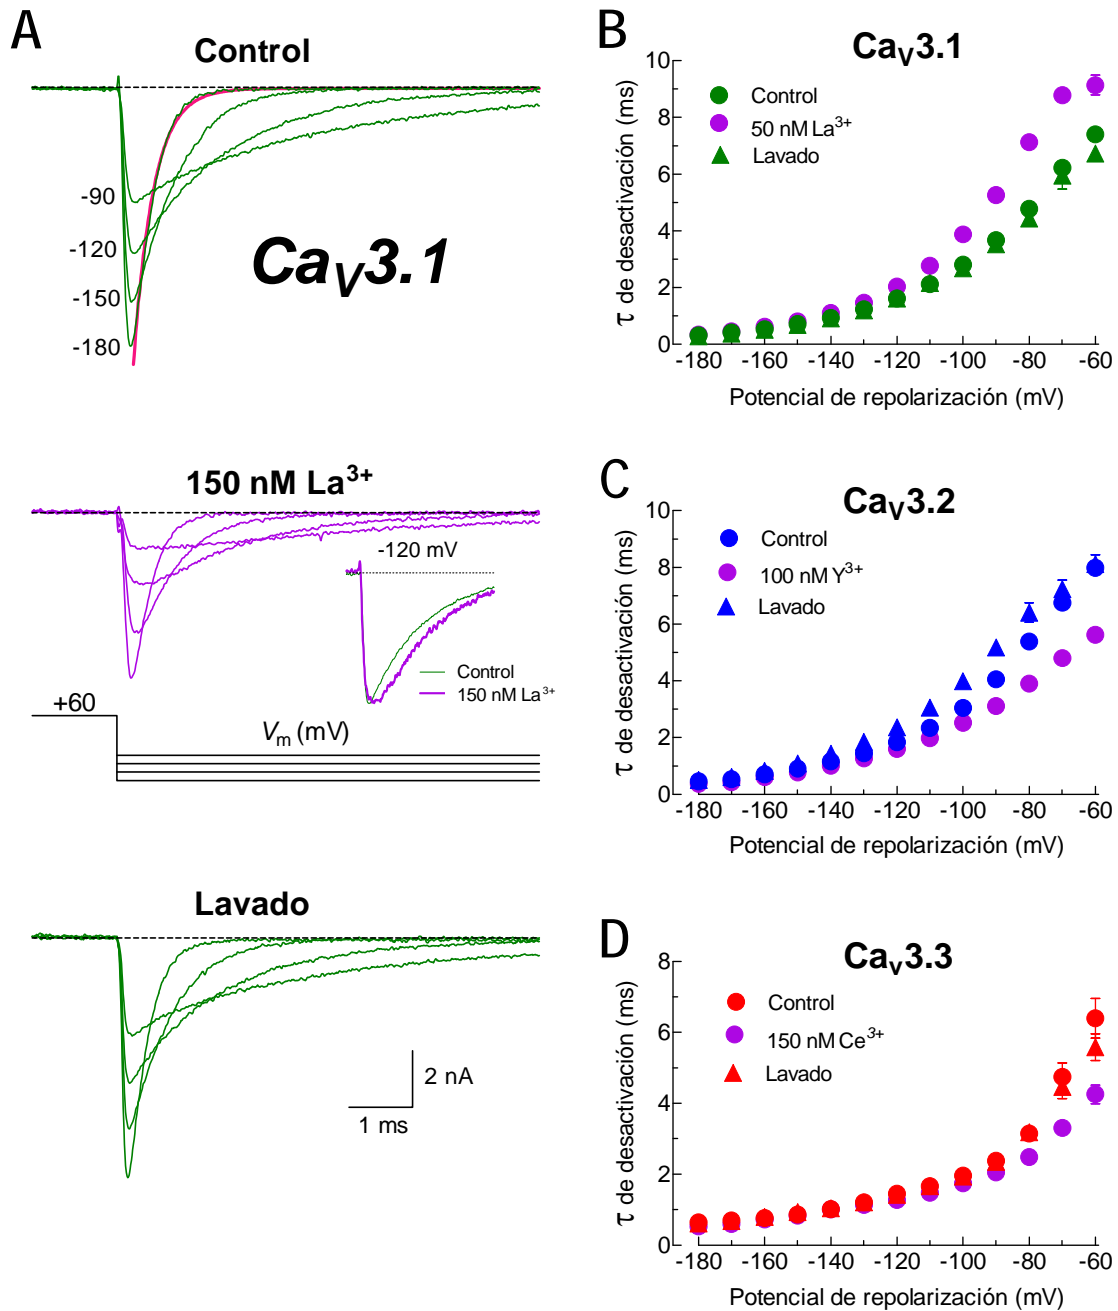 A
Control
-90
-120
-150
-180
CaV3.1
150 nM La3+
-120 mV
Control
150 nM La3+
+60
Vm (mV)
Lavado
2 nA
1 ms
B
CaV3.1
10
8
6
4
2
0
τ de desactivación (ms)
Control
50 nM La3+
Lavado
-180 -160 -140 -120 -100 -80 -60
Potencial de repolarización (mV)
C
CaV3.2
10
8
6
4
2
0
τ de desactivación (ms)
Control
100 nM Y3+
Lavado
-180 -160 -140 -120 -100 -80 -60
Potencial de repolarización (mV)
D
CaV3.3
8
6
4
2
0
τ de desactivación (ms)
Control
150 nM Ce3+
Lavado
-180 -160 -140 -120 -100 -80 -60
Potencial de repolarización (mV)